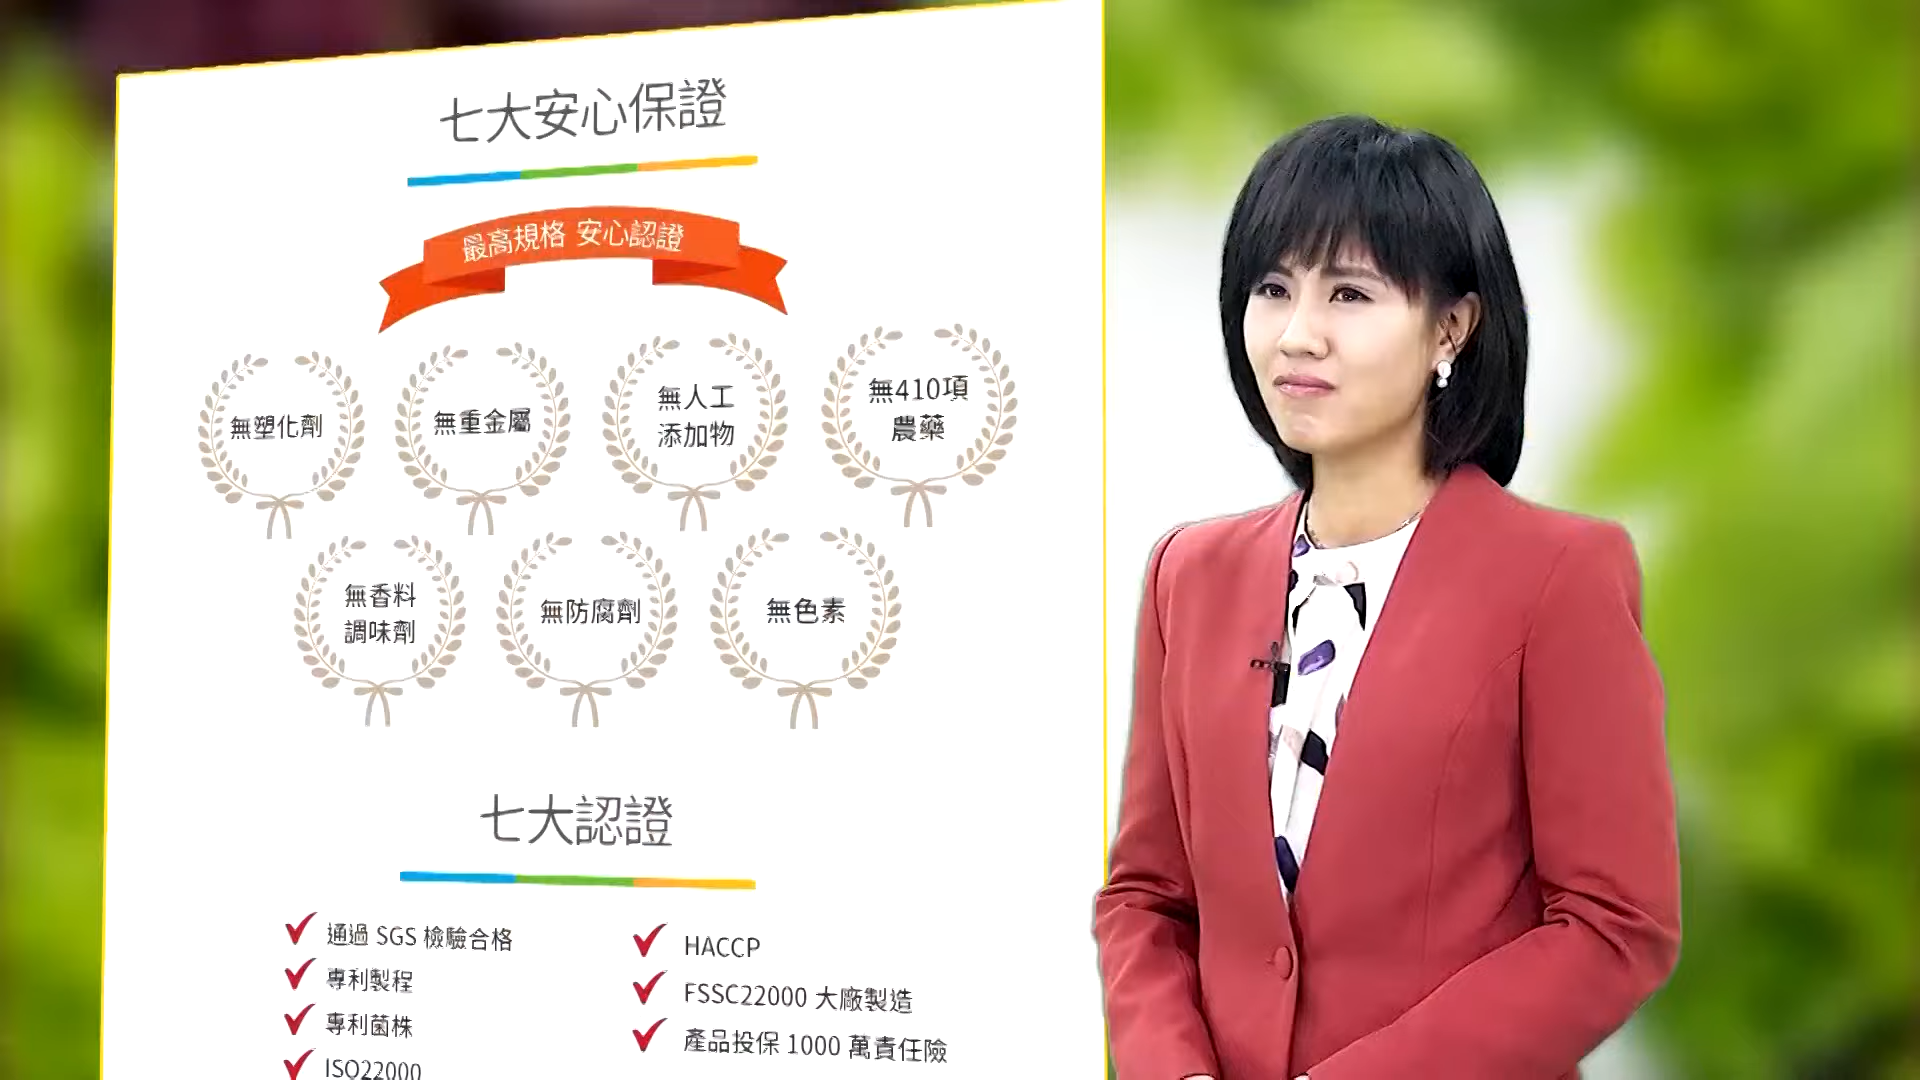 七大安心保證
最高規格 安心認證
無塑化劑
無重金屬
無人工
添加物
無410項
農藥
無香料
調味劑
無防腐劑
無色素
七大認證
通過 SGS 檢驗合格
專利製程
專利菌株
ISO22000
HACCP
FSSC22000 大廠製造
產品投保 1000 萬責任險